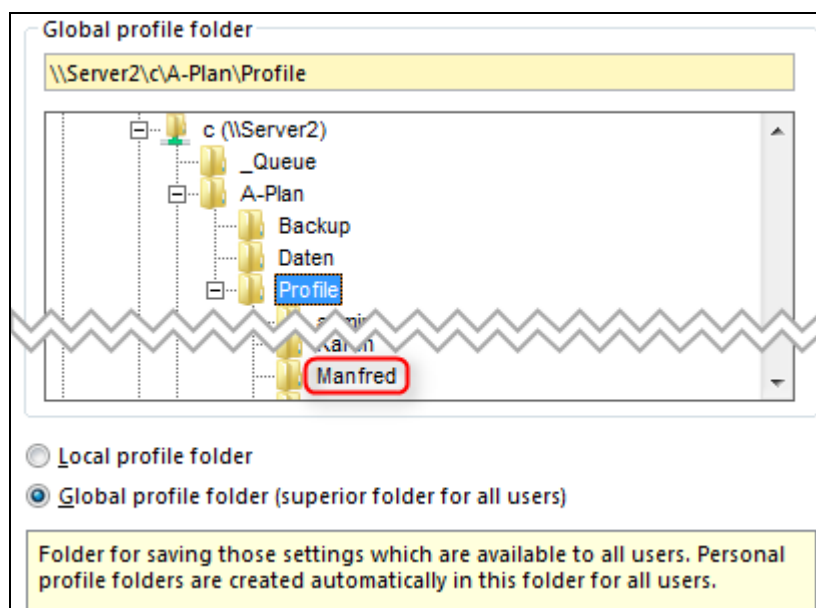 Global profile folder
\\Server2\c\A-Plan\Profile
c (\\Server2)
_Queue
A-Plan
Backup
Daten
Profile
Manfred
Local profile folder
Global profile folder (superior folder for all users)
Folder for saving those settings which are available to all users. Personal
profile folders are created automatically in this folder for all users.